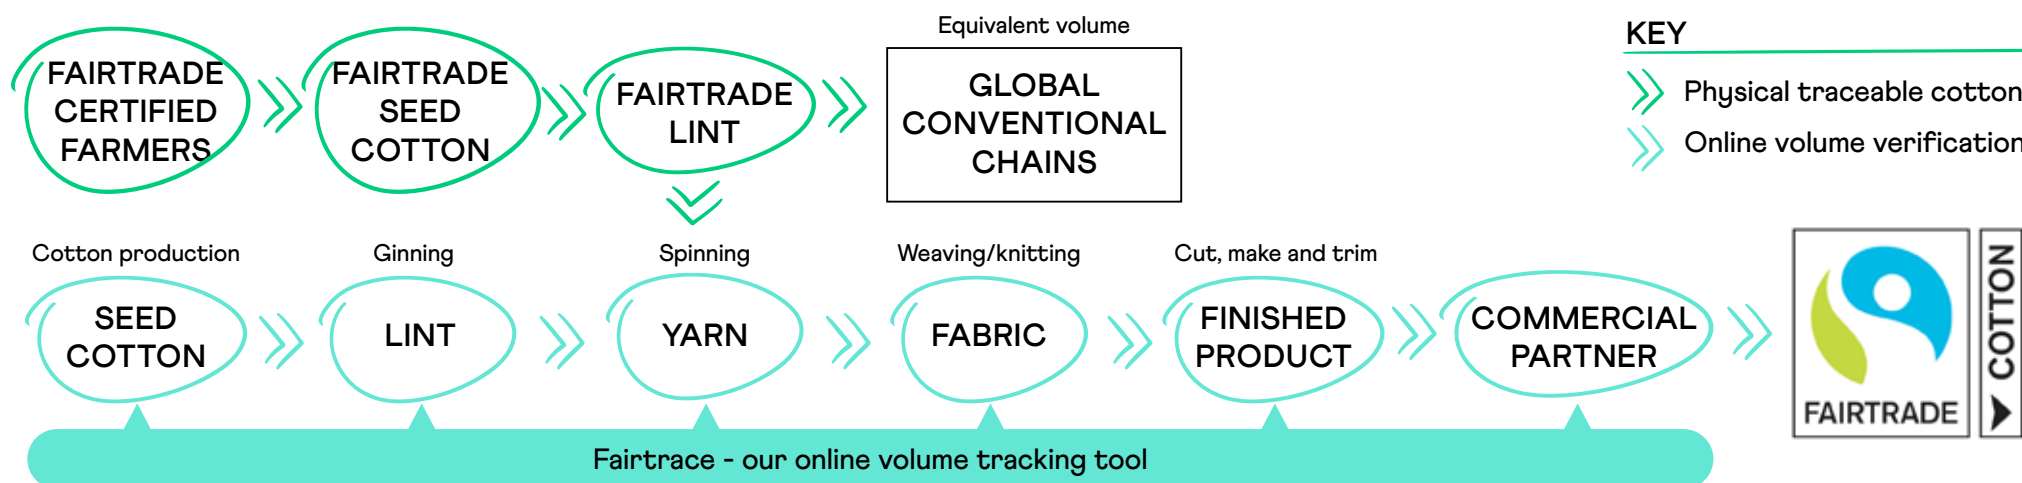 Equivalent volume
KEY
FAIRTRADE
CERTIFIED
FARMERS
FAIRTRADE
SEED
COTTON
FAIRTRADE
LINT
GLOBAL
CONVENTIONAL
CHAINS
Physical traceable cotton
Online volume verification
Cotton production
Ginning
Spinning
Weaving/knitting
Cut, make and trim
SEED
COTTON
LINT
YARN
FABRIC
FINISHED
PRODUCT
COMMERCIAL
PARTNER
FAIRTRADE
COTTON
Fairtrace - our online volume tracking tool